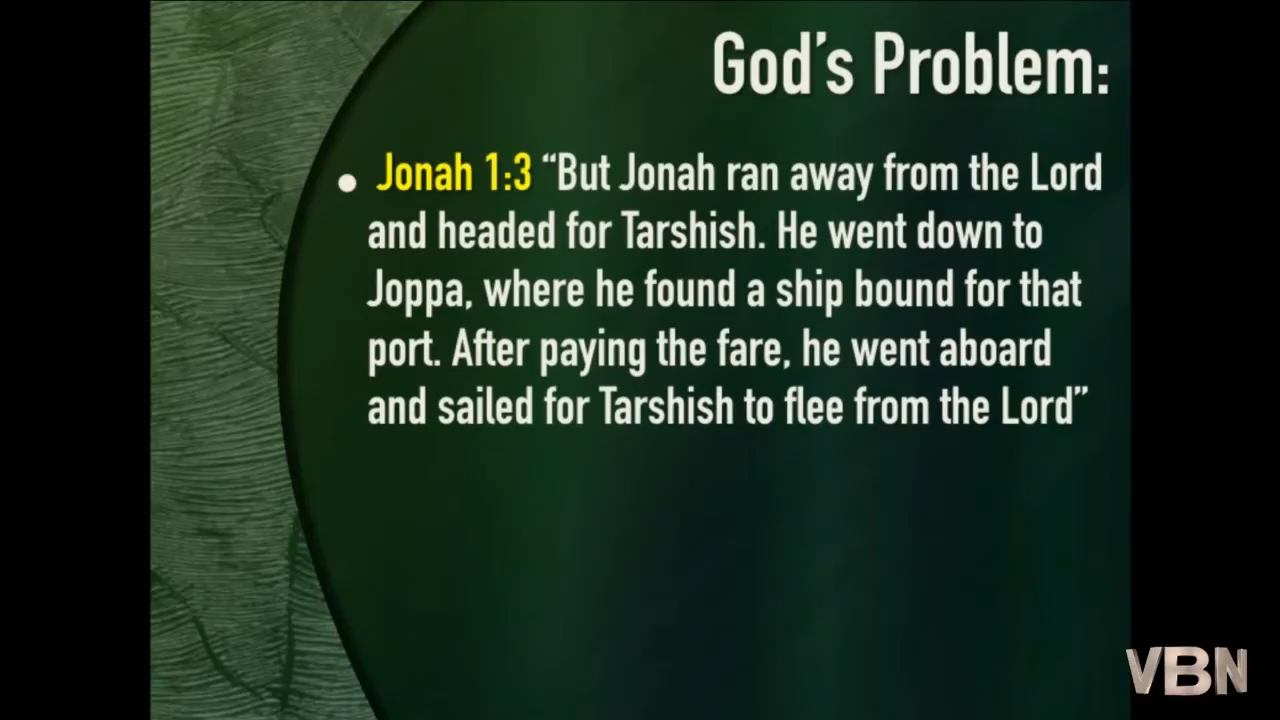 God’s Problem:
• Jonah 1:3 “But Jonah ran away from the Lord
and headed for Tarshish. He went down to
Joppa, where he found a ship bound for that
port. After paying the fare, he went aboard
and sailed for Tarshish to flee from the Lord”
VBN